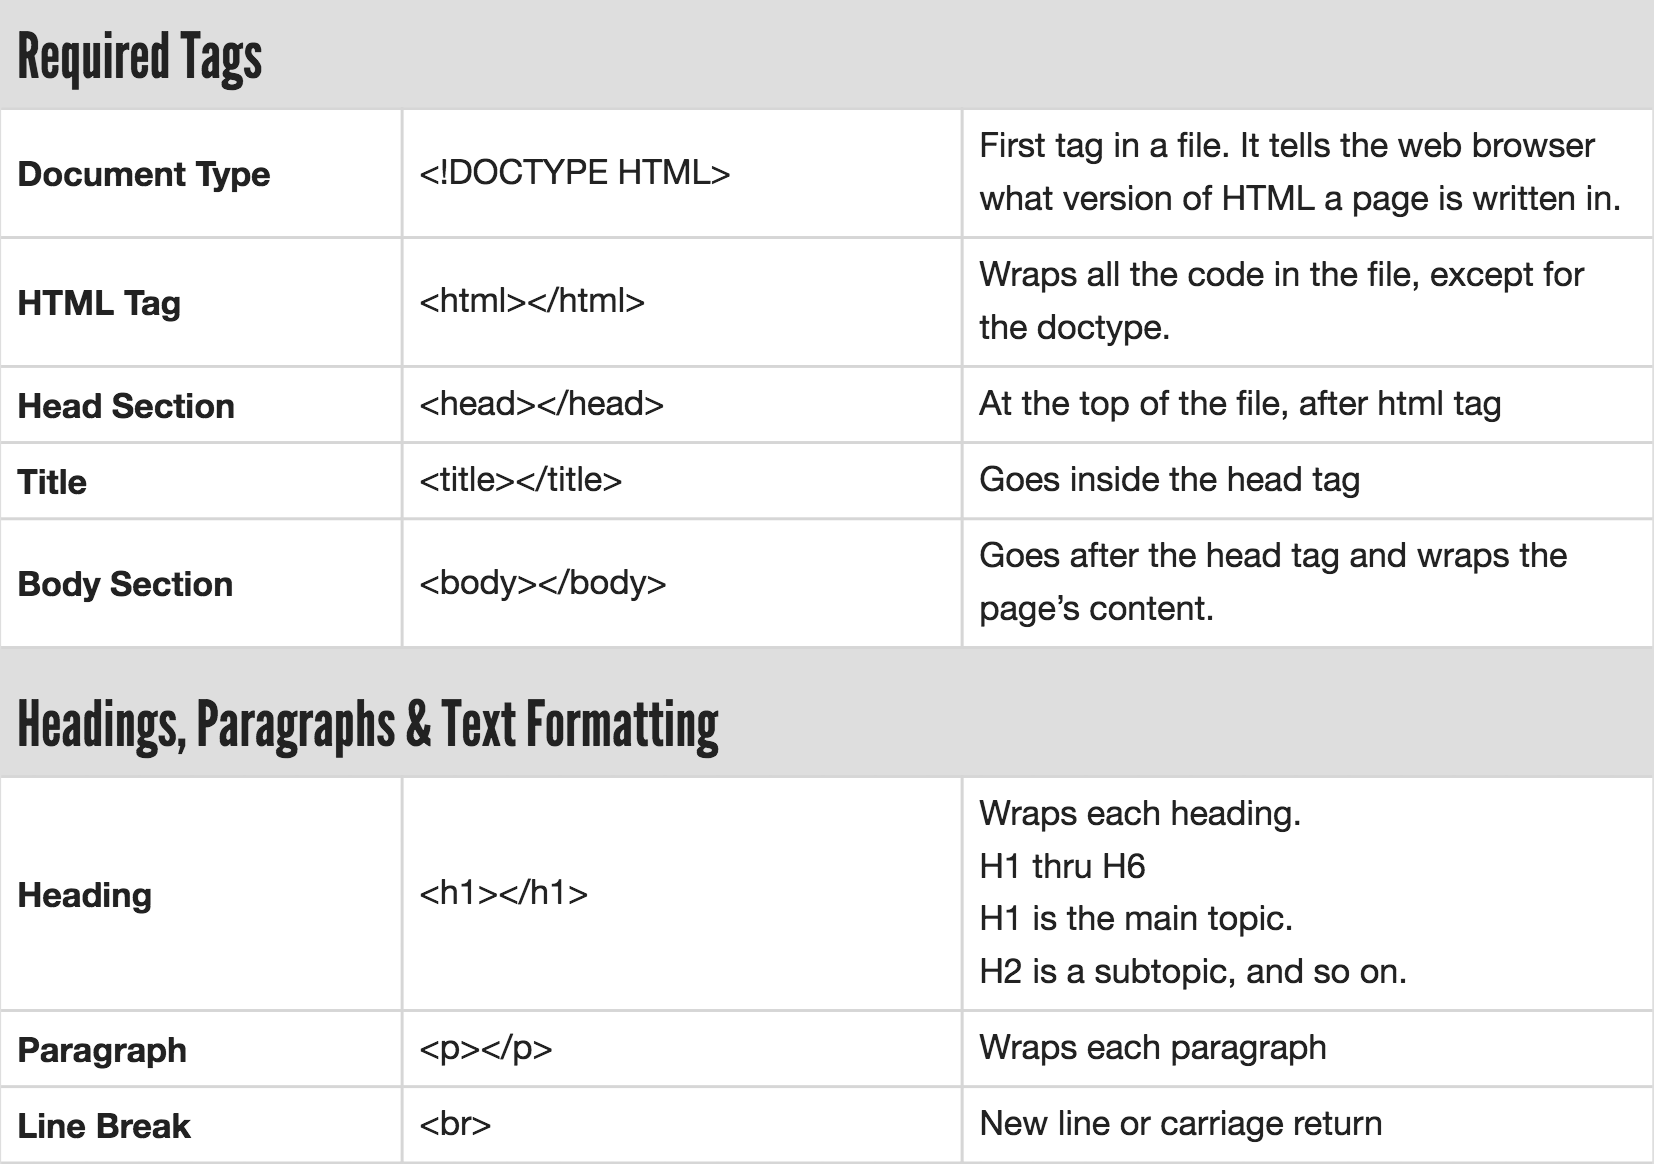 Required Tags
Document Type
<!DOCTYPE HTML>
First tag in a file. It tells the web browser
what version of HTML a page is written in.
HTML Tag
<html></html>
Wraps all the code in the file, except for
the doctype.
Head Section
<head></head>
At the top of the file, after html tag
Title
<title></title>
Goes inside the head tag
Body Section
<body></body>
Goes after the head tag and wraps the
page’s content.
Headings, Paragraphs & Text Formatting
Heading
<h1></h1>
Wraps each heading.
H1 thru H6
H1 is the main topic.
H2 is a subtopic, and so on.
Paragraph
<p></p>
Wraps each paragraph
Line Break
<br>
New line or carriage return